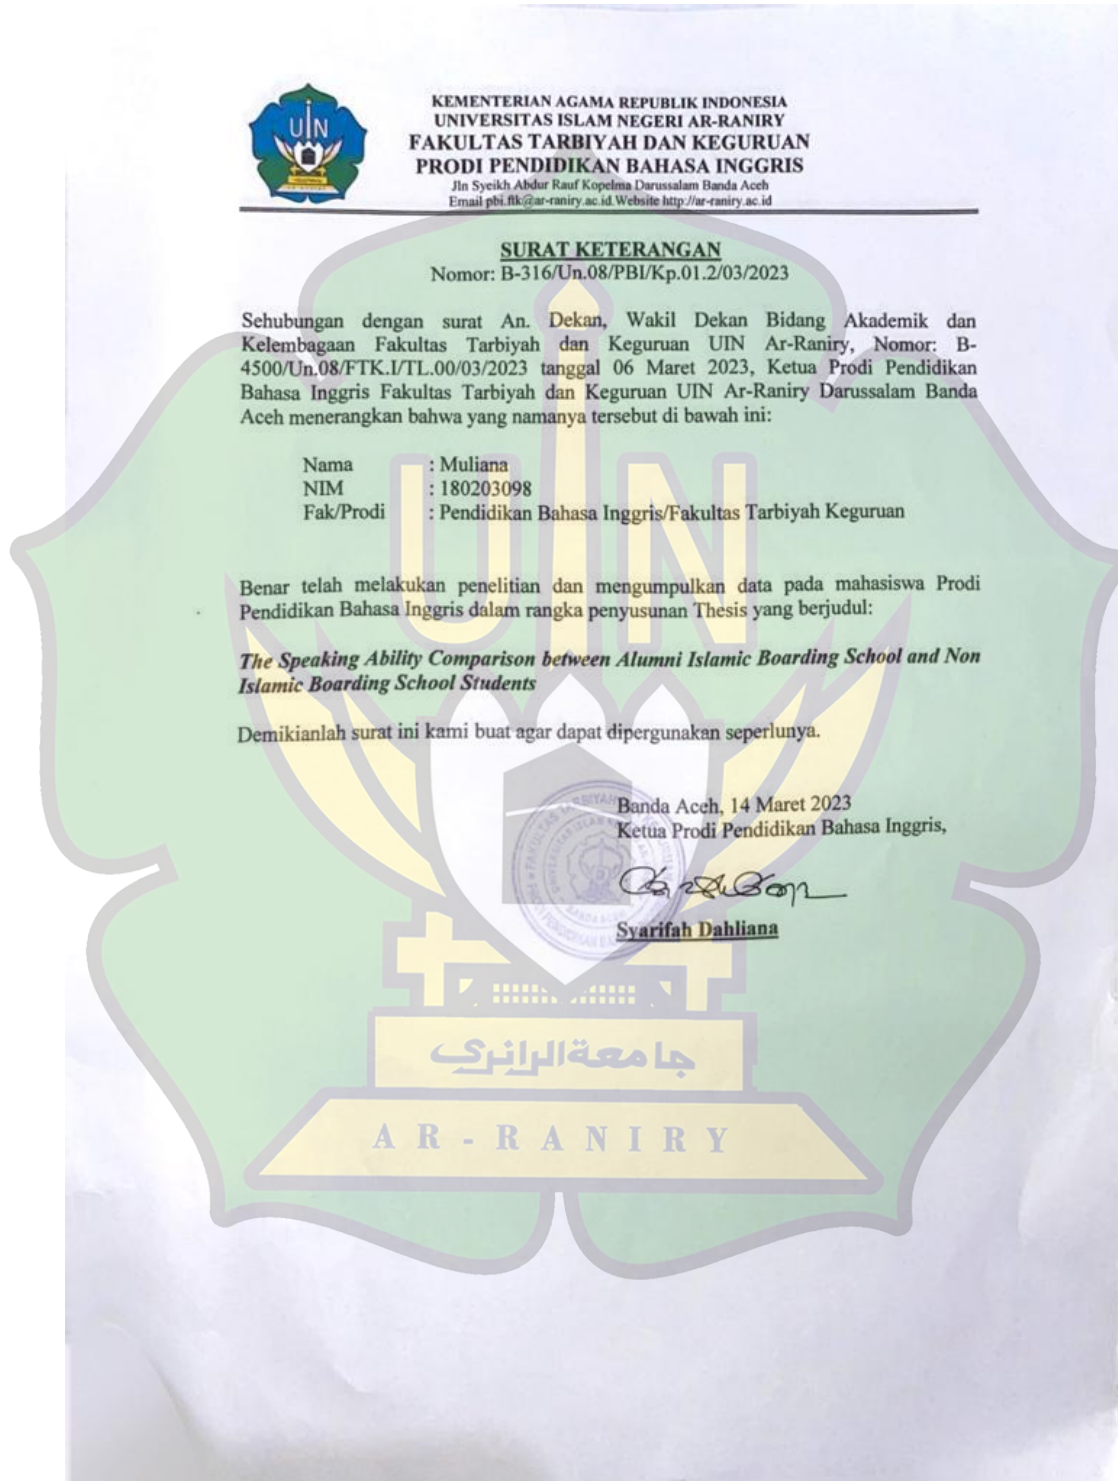 UIN
AR-RANIRY
KEMENTERIAN AGAMA REPUBLIK INDONESIA
UNIVERSITAS ISLAM NEGERI AR-RANIRY
FAKULTAS TARBIYAH DAN KEGURUAN
PRODI PENDIDIKAN BAHASA INGGRIS
Jln Syeikh Abdur Rauf Kopelma Darussalam Banda Aceh
Email pbi.ftk@ar-raniry.ac.id.Website http://ar-raniry.ac.id
SURAT KETERANGAN
Nomor: B-316/Un.08/PBI/Kp.01.2/03/2023
Sehubungan dengan surat An. Dekan, Wakil Dekan Bidang Akademik dan
Kelembagaan Fakultas Tarbiyah dan Keguruan UIN Ar-Raniry, Nomor: B-
4500/Un.08/FTK.I/TL.00/03/2023 tanggal 06 Maret 2023, Ketua Prodi Pendidikan
Bahasa Inggris Fakultas Tarbiyah dan Keguruan UIN Ar-Raniry Darussalam Banda
Aceh menerangkan bahwa yang namanya tersebut di bawah ini:
Nama : Muliana
NIM : 180203098
Fak/Prodi : Pendidikan Bahasa Inggris/Fakultas Tarbiyah Keguruan
Benar telah melakukan penelitian dan mengumpulkan data pada mahasiswa Prodi
Pendidikan Bahasa Inggris dalam rangka penyusunan Thesis yang berjudul:
The Speaking Ability Comparison between Alumni Islamic Boarding School and Non
Islamic Boarding School Students
Demikianlah surat ini kami buat agar dapat dipergunakan seperlunya.
Banda Aceh, 14 Maret 2023
Ketua Prodi Pendidikan Bahasa Inggris,
Syarifah Dahliana
UIN
جامعةالرانري
AR-RANIRY